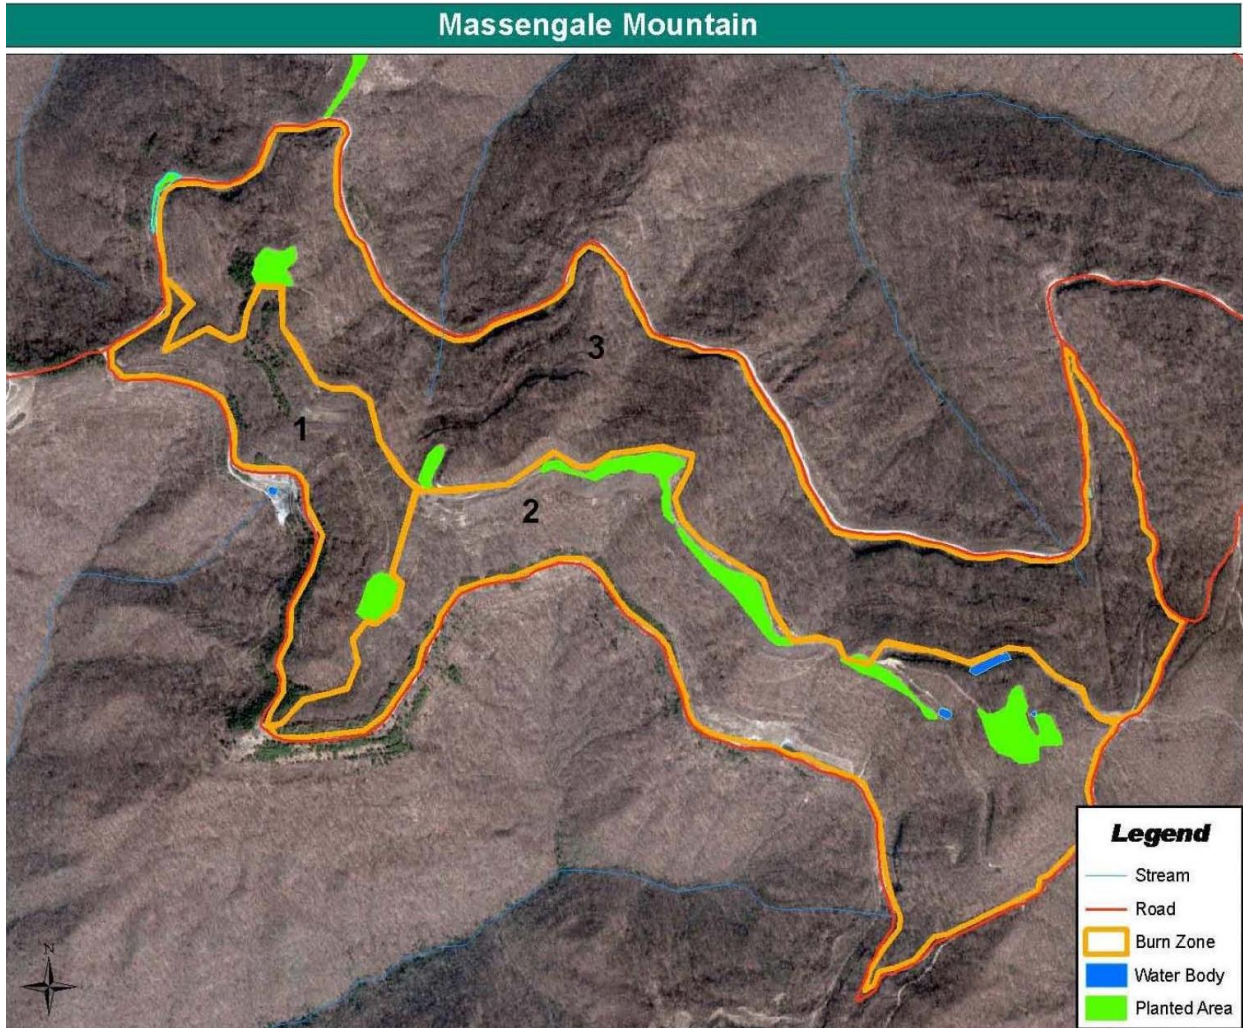 Massengale Mountain
3
1
2
N
Legend
Stream
Road
Burn Zone
Water Body
Planted Area